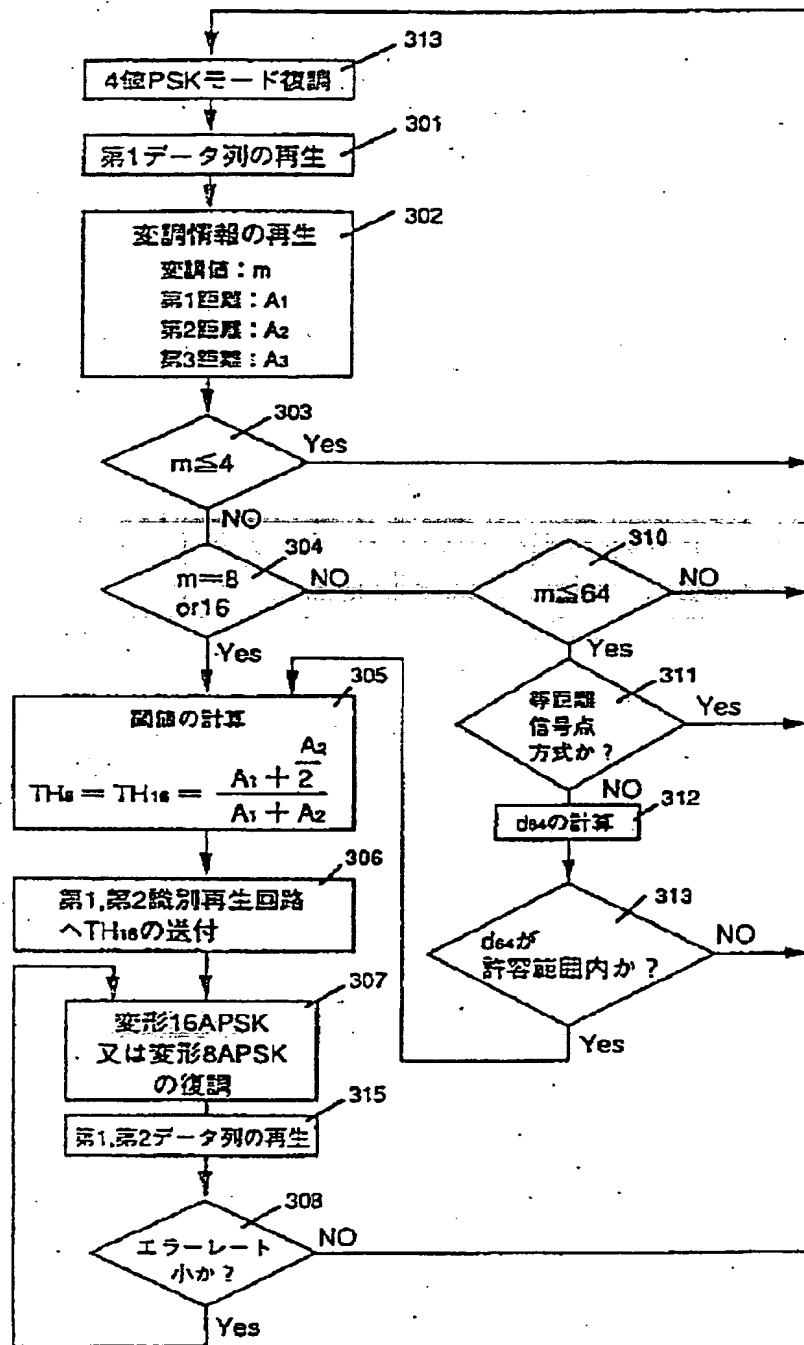 313
4値PSKモード復調
301
第1データ列の再生
302
変調情報の再生
変調値：m
第1距離：A1
第2距離：A2
第3距離：A3
303
m≦4
Yes
NO
304
m＝8
or16
NO
Yes
310
m≦64
NO
Yes
311
等距離
信号点
方式か？
Yes
NO
312
d64の計算
313
d64が
許容範囲内か？
NO
Yes
305
閾値の計算
TH8 ＝ TH16 ＝ (A1 + A2/2) / (A1 + A2)
306
第1,第2識別再生回路
へTH16の送付
307
変形16APSK
又は変形8APSK
の復調
315
第1,第2データ列の再生
308
エラーレート
小か？
NO
Yes